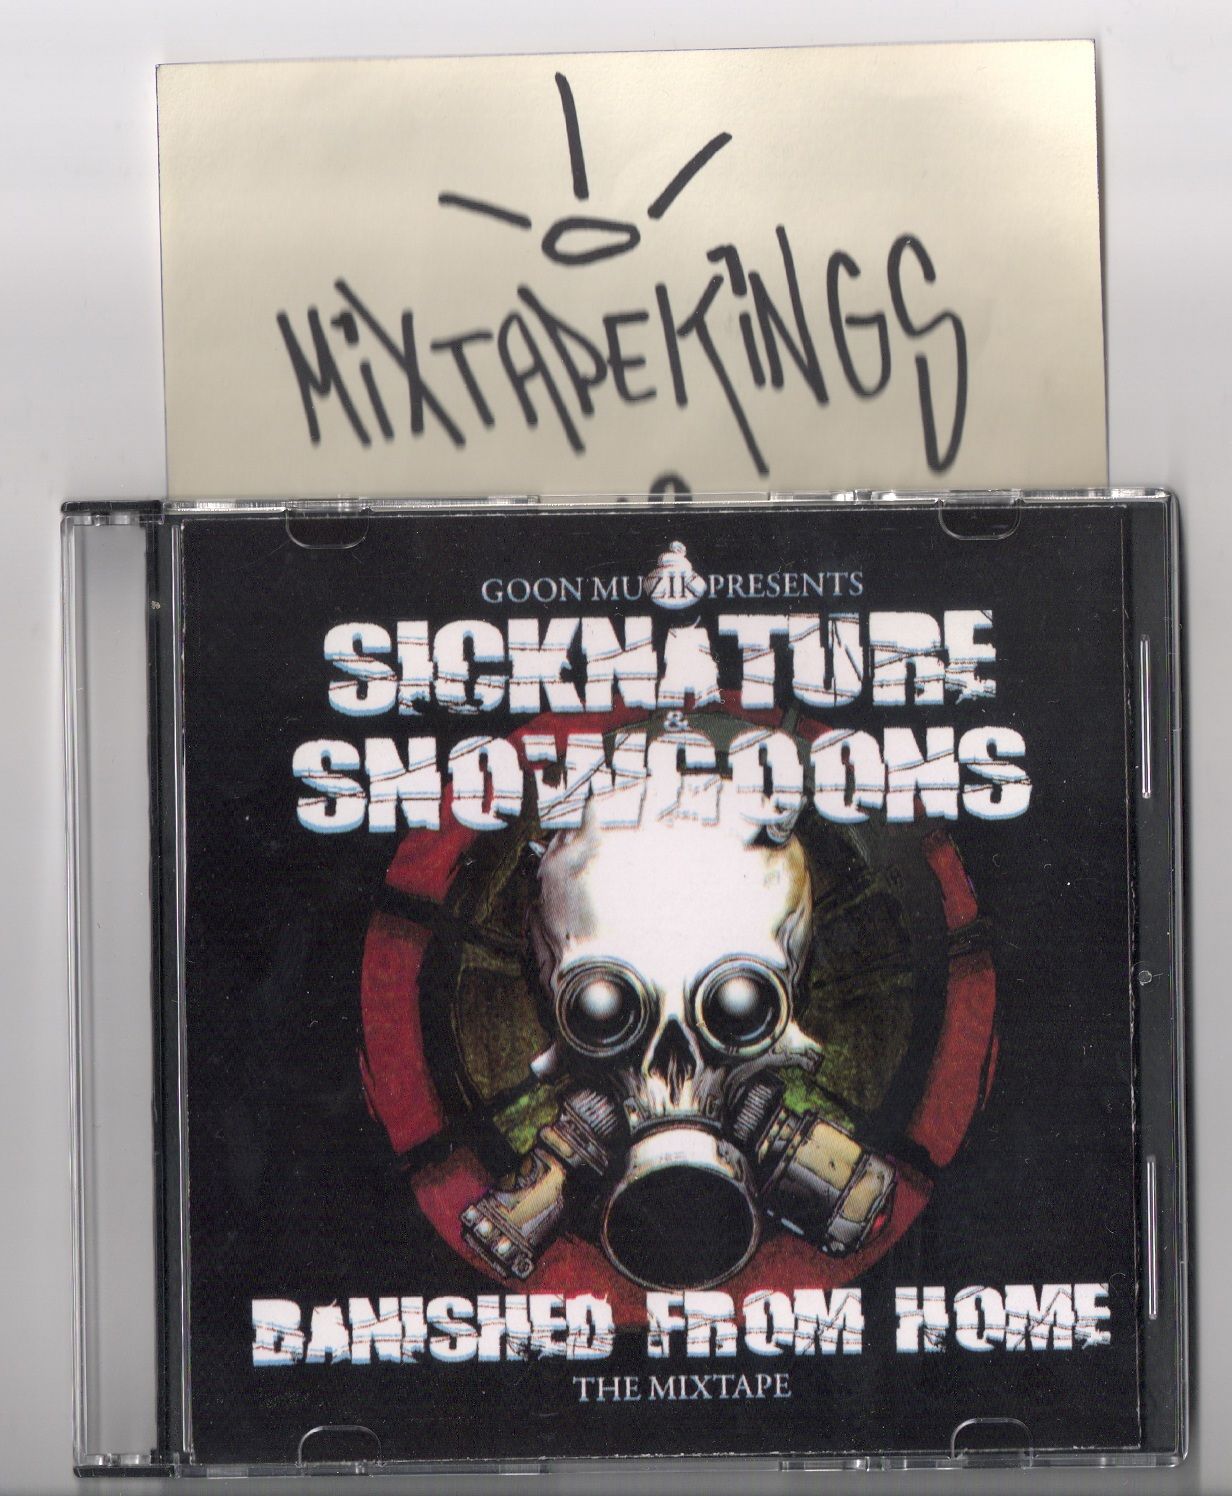 MiXTAPEKiNGS
GOON MUZIK PRESENTS
SICKNATURE
&
SNOWGOONS
BANISHED FROM HOME
THE MIXTAPE